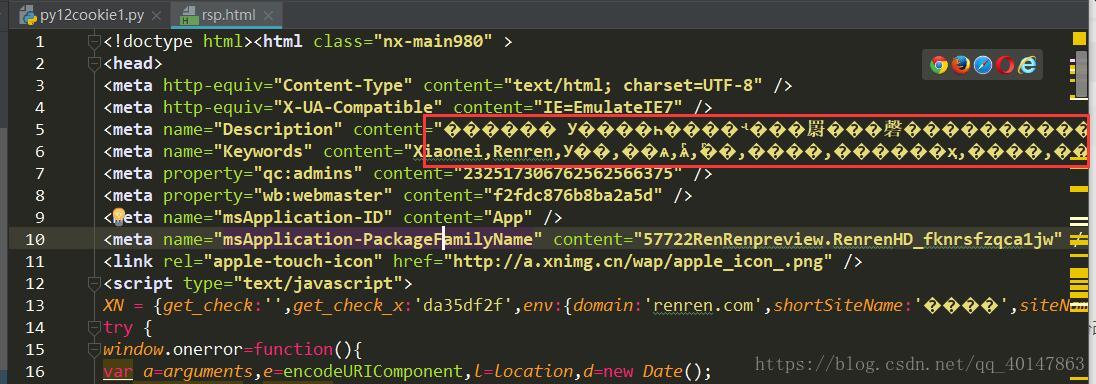 py12cookie1.py × rsp.html ×
1 <!doctype html><html class="nx-main980" >
2 <head>
3 <meta http-equiv="Content-Type" content="text/html; charset=UTF-8" />
4 <meta http-equiv="X-UA-Compatible" content="IE=EmulateIE7" />
5 <meta name="Description" content="
6 <meta name="Keywords" content="Xiaonei,Renren,
7 <meta property="qc:admins" content="2325173067625625663​75" />
8 <meta property="wb:webmaster" content="f2fdc876b8ba2a5d" />
9 <meta name="msApplication-ID" content="App" />
10 <meta name="msApplication-PackageFamilyName" content="57722RenRenpreview.RenrenHD_fknrsfzqca1jw" /
11 <link rel="apple-touch-icon" href="http://a.xnimg.cn/wap/apple_icon_.png" />
12 <script type="text/javascript">
13 XN = {get_check:'',get_check_x:'da35df2f',env:{domain:'renren.com',shortSiteName:'����',siteNa
14 try {
15 window.onerror=function(){
16 var a=arguments,e=encodeURIComponent,l=location,d=new Date();
https://blog.csdn.net/qq_40147863